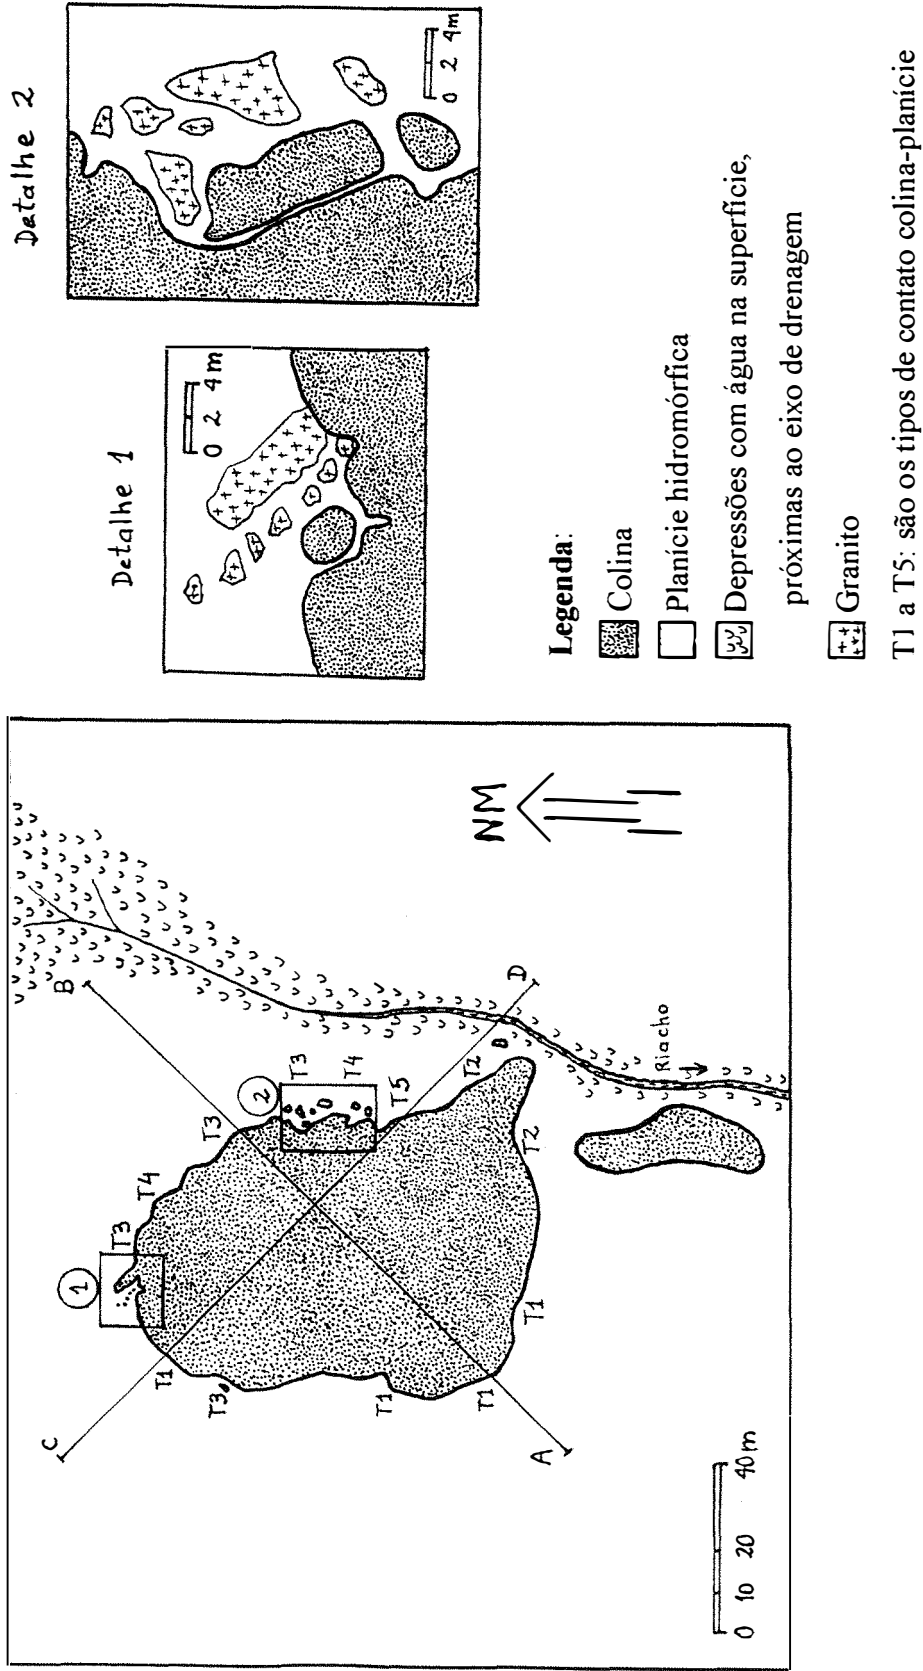 C
B
1
T1
T3
T4
T3
T3
2
T3
T4
T5
T1
T1
T1
T2
T2
A
D
NM
Riacho
0 10 20 40m
Detalhe 1
0 2 4m
Detalhe 2
0 2 4m
Legenda:
Colina
Planície hidromórfica
Depressões com água na superfície,
próximas ao eixo de drenagem
Granito
T1 a T5: são os tipos de contato colina-planície